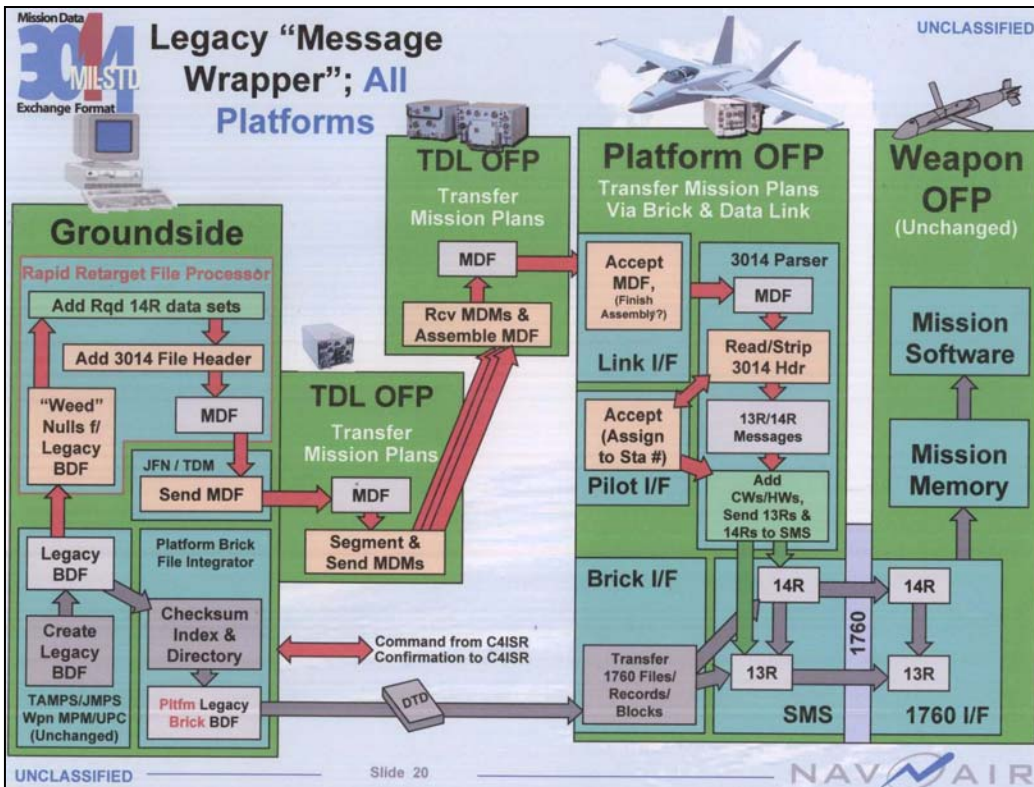 Mission Data
3014
MIL-STD
Exchange Format
Legacy “Message
Wrapper”; All
Platforms
UNCLASSIFIED
Groundside
Rapid Retarget File Processor
Add Rqd 14R data sets
Add 3014 File Header
MDF
“Weed”
Nulls f/
Legacy
BDF
JFN / TDM
Send MDF
Legacy
BDF
Create
Legacy
BDF
TAMPS/JMPS
Wpn MPM/UPC
(Unchanged)
Platform Brick
File Integrator
Checksum
Index &
Directory
Pltfm Legacy
Brick BDF
TDL OFP
Transfer
Mission Plans
MDF
Segment &
Send MDMs
TDL OFP
Transfer
Mission Plans
MDF
Rcv MDMs &
Assemble MDF
Command from C4ISR
Confirmation to C4ISR
DTD
Platform OFP
Transfer Mission Plans
Via Brick & Data Link
Accept
MDF,
(Finish
Assembly?)
Link I/F
Accept
(Assign
to Sta #)
Pilot I/F
3014 Parser
MDF
Read/Strip
3014 Hdr
13R/14R
Messages
Add
CWs/HWs,
Send 13Rs &
14Rs to SMS
Brick I/F
Transfer
1760 Files/
Records/
Blocks
14R
13R
SMS
1760
Weapon
OFP
(Unchanged)
Mission
Software
Mission
Memory
14R
13R
1760 I/F
UNCLASSIFIED
Slide 20
NAVAIR